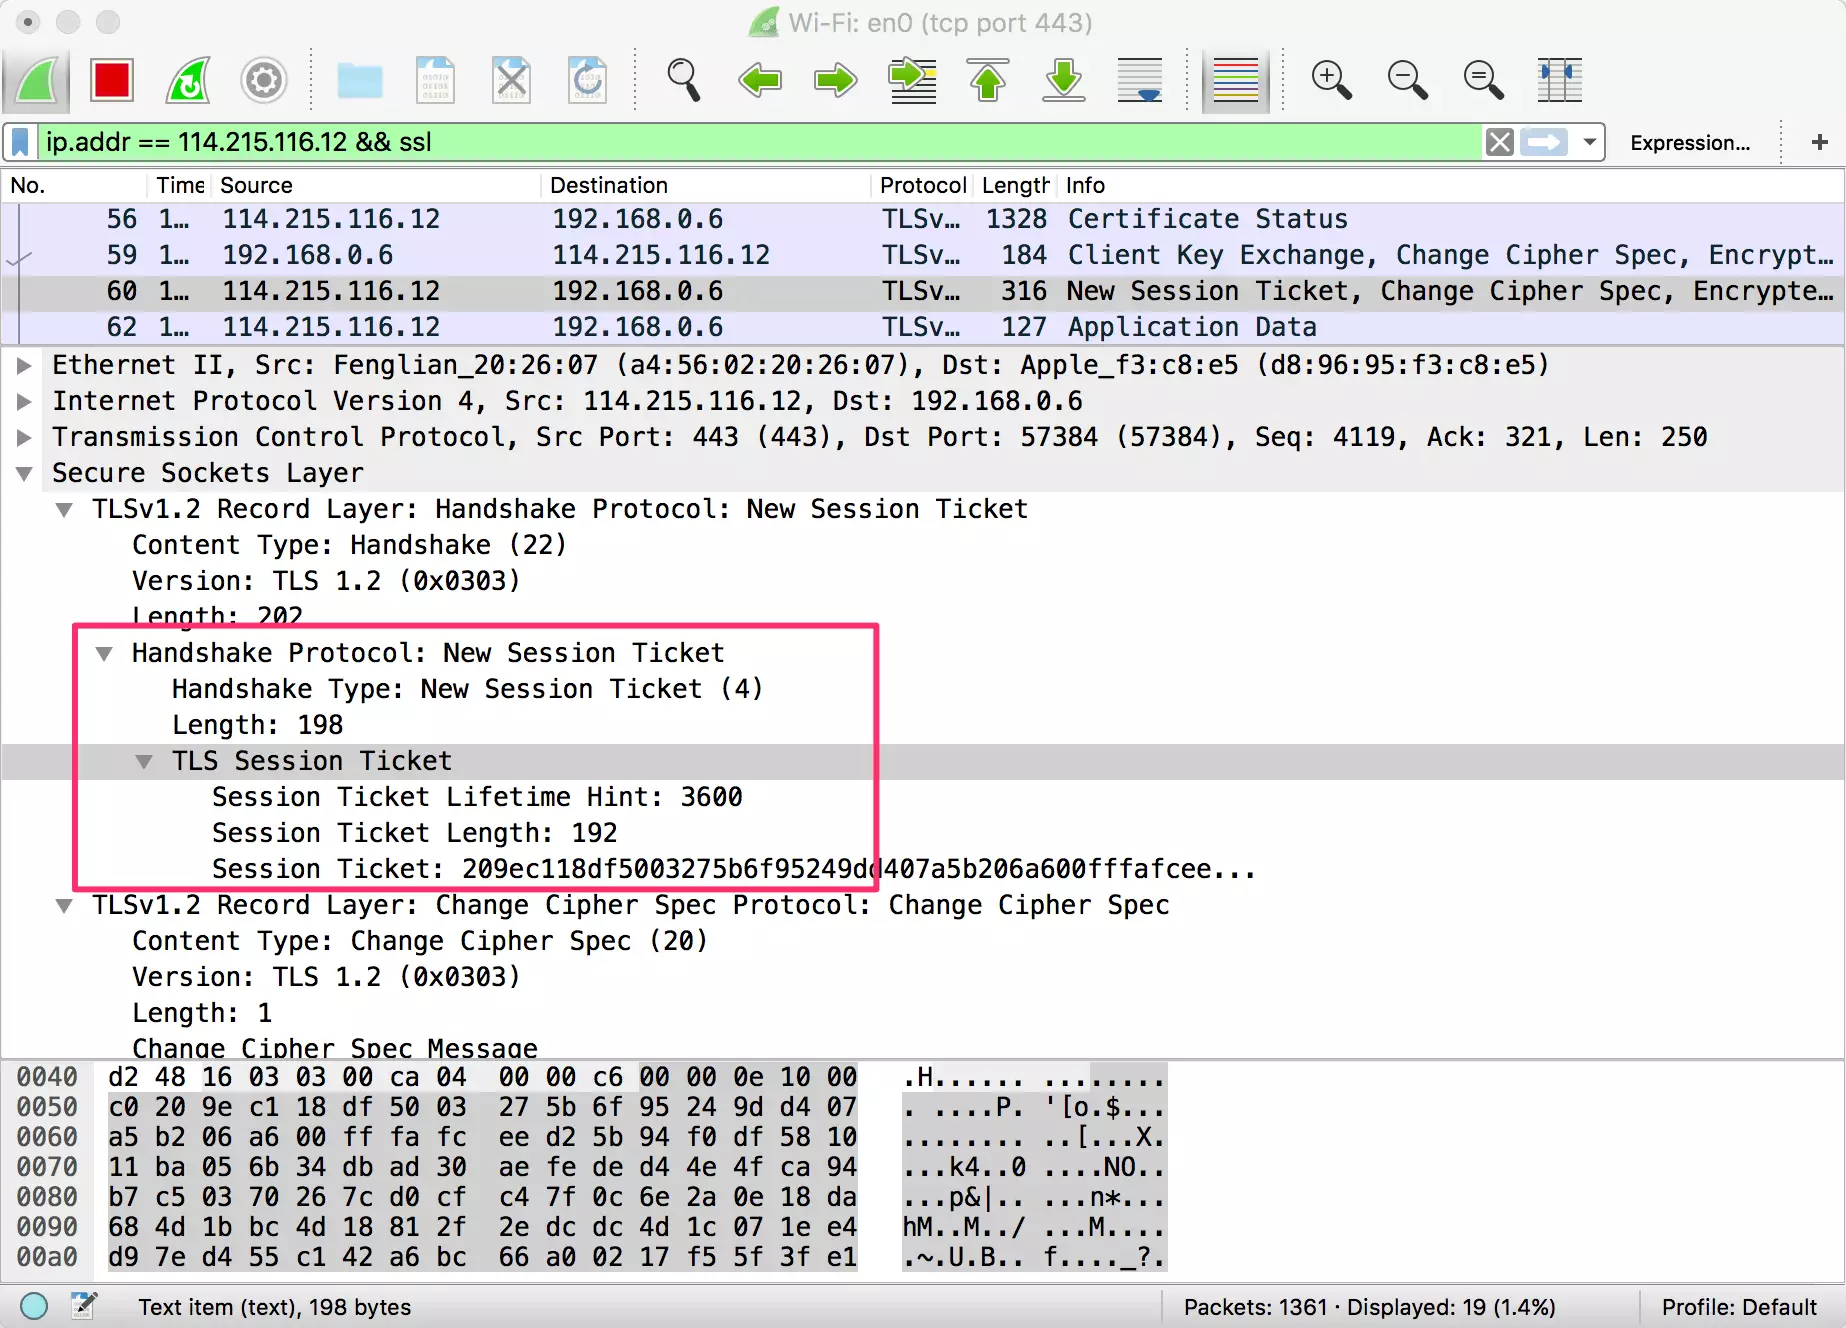 Wi-Fi: en0 (tcp port 443)
ip.addr == 114.215.116.12 && ssl
Expression...
+
No. Time Source Destination Protocol Length Info
56 1... 114.215.116.12 192.168.0.6 TLSv... 1328 Certificate Status
59 1... 192.168.0.6 114.215.116.12 TLSv... 184 Client Key Exchange, Change Cipher Spec, Encrypt...
60 1... 114.215.116.12 192.168.0.6 TLSv... 316 New Session Ticket, Change Cipher Spec, Encrypte...
62 1... 114.215.116.12 192.168.0.6 TLSv... 127 Application Data
Ethernet II, Src: Fenglian_20:26:07 (a4:56:02:20:26:07), Dst: Apple_f3:c8:e5 (d8:96:95:f3:c8:e5)
Internet Protocol Version 4, Src: 114.215.116.12, Dst: 192.168.0.6
Transmission Control Protocol, Src Port: 443 (443), Dst Port: 57384 (57384), Seq: 4119, Ack: 321, Len: 250
Secure Sockets Layer
TLSv1.2 Record Layer: Handshake Protocol: New Session Ticket
Content Type: Handshake (22)
Version: TLS 1.2 (0x0303)
Length: 202
Handshake Protocol: New Session Ticket
Handshake Type: New Session Ticket (4)
Length: 198
TLS Session Ticket
Session Ticket Lifetime Hint: 3600
Session Ticket Length: 192
Session Ticket: 209ec118df5003275b6f95249dd407a5b206a600fffafcee...
TLSv1.2 Record Layer: Change Cipher Spec Protocol: Change Cipher Spec
Content Type: Change Cipher Spec (20)
Version: TLS 1.2 (0x0303)
Length: 1
Change Cipher Spec Message
0040 d2 48 16 03 03 00 ca 04 00 00 c6 00 00 0e 10 00 .H...... ........
0050 c0 20 9e c1 18 df 50 03 27 5b 6f 95 24 9d d4 07 . ....P. '[o.$...
0060 a5 b2 06 a6 00 ff fa fc ee d2 5b 94 f0 df 58 10 ........ ..[...X.
0070 11 ba 05 6b 34 db ad 30 ae fe de d4 4e 4f ca 94 ...k4..0 ....NO..
0080 b7 c5 03 70 26 7c d0 cf c4 7f 0c 6e 2a 0e 18 da ...p&|.. ...n*...
0090 68 4d 1b bc 4d 18 81 2f 2e dc dc 4d 1c 07 1e e4 hM..M../ ...M....
00a0 d9 7e d4 55 c1 42 a6 bc 66 a0 02 17 f5 5f 3f e1 .~.U.B.. f...._?.
Text item (text), 198 bytes
Packets: 1361 · Displayed: 19 (1.4%)
Profile: Default